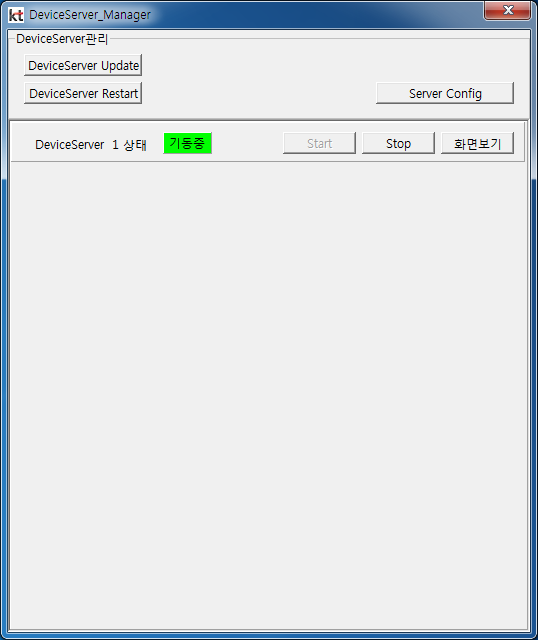 kt DeviceServer_Manager
DeviceServer관리
DeviceServer Update
DeviceServer Restart
Server Config
DeviceServer 1 상태 기동중 Start Stop 화면보기